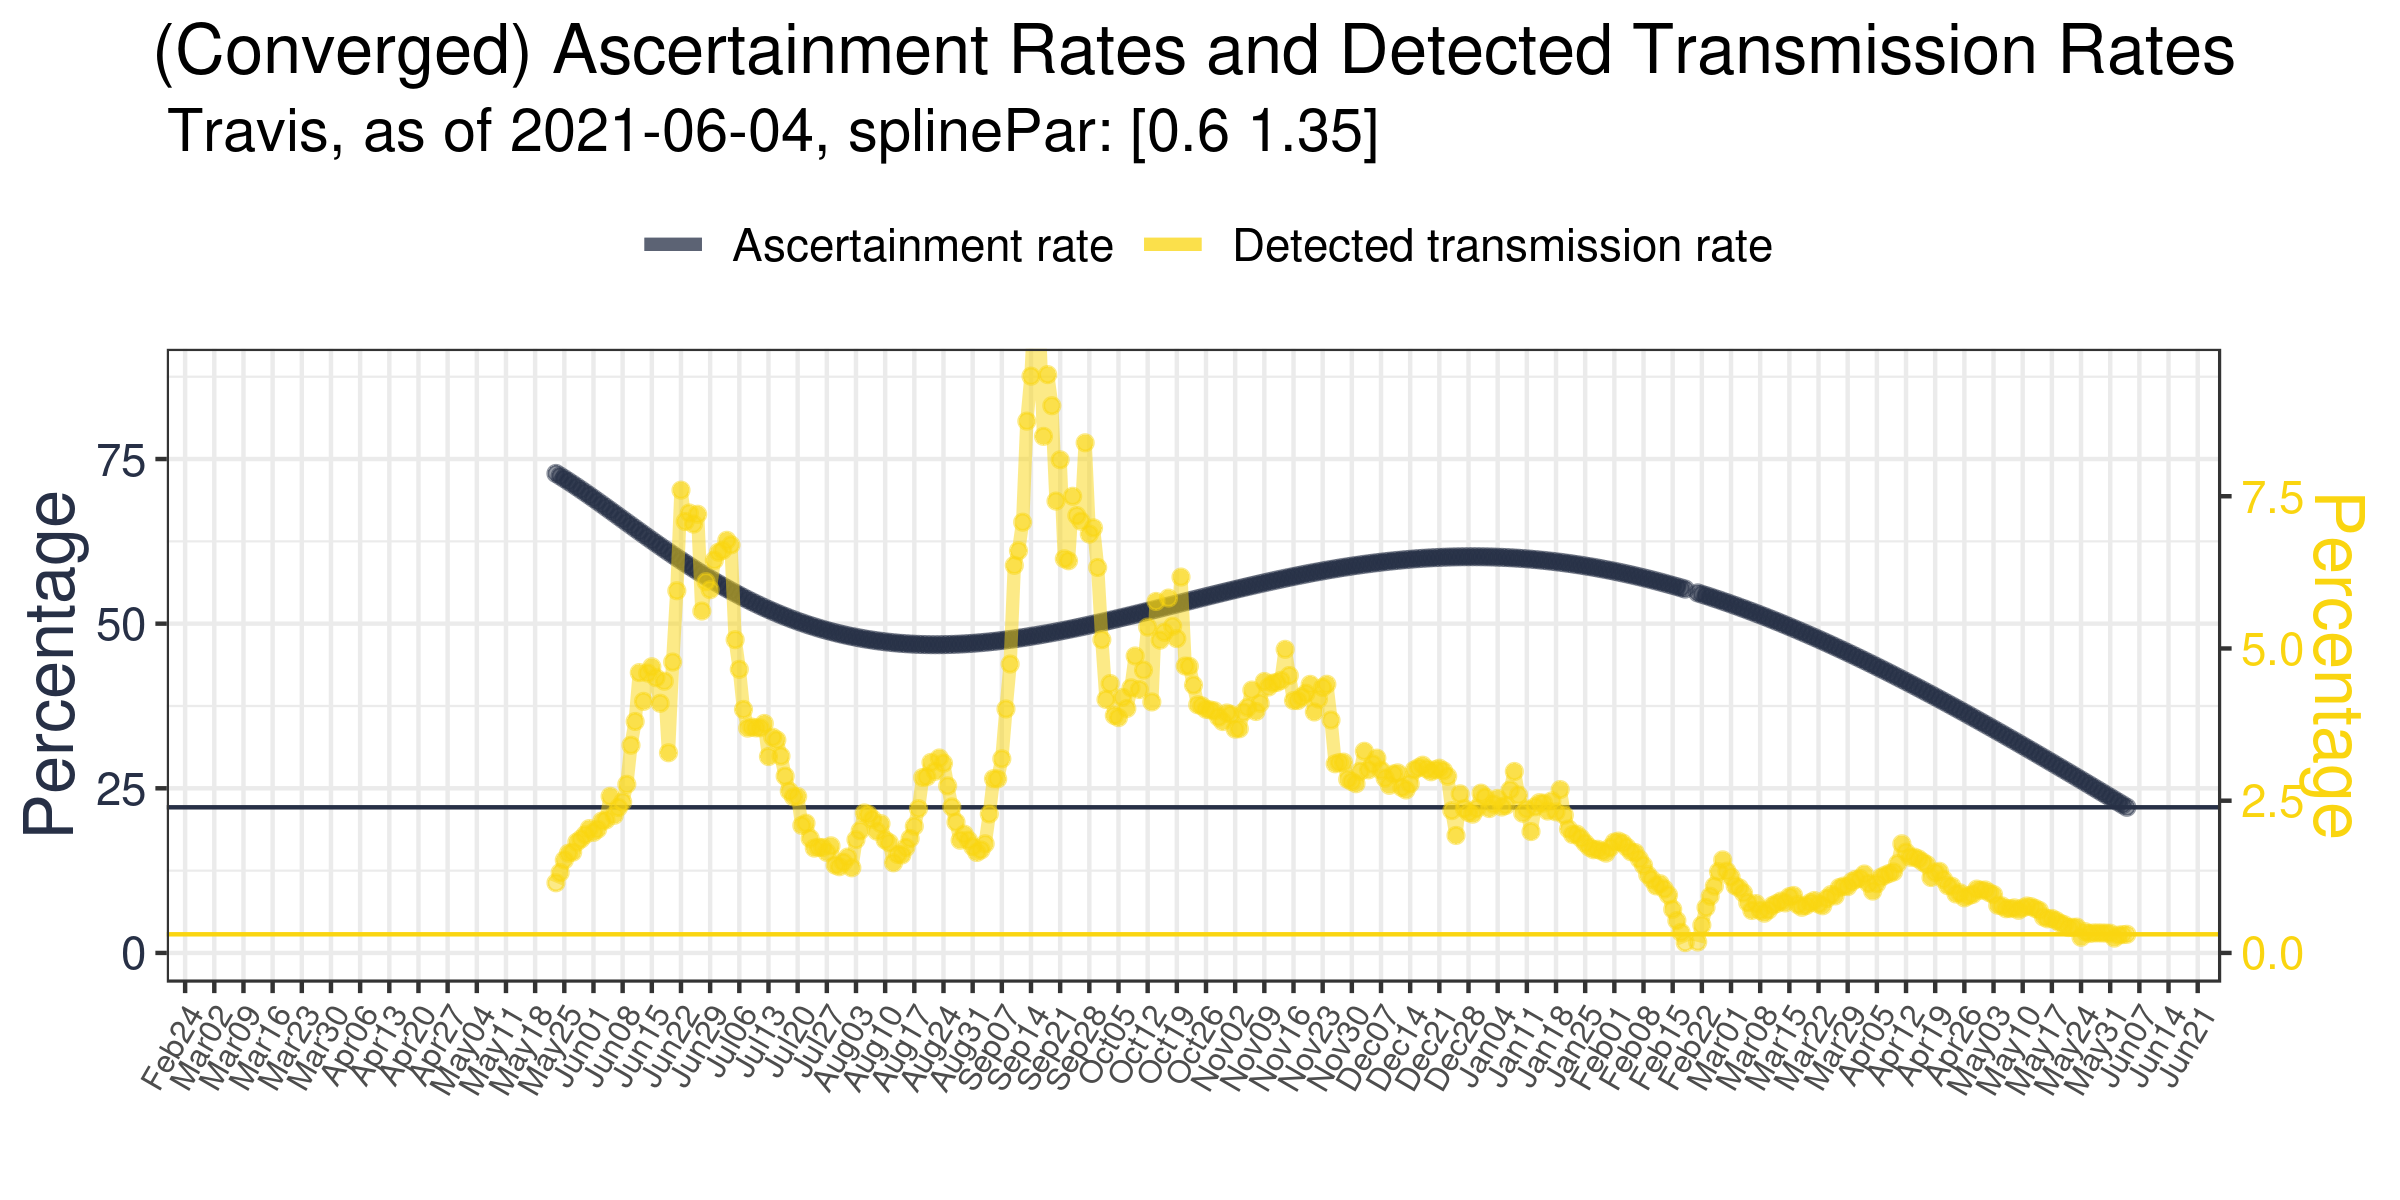 (Converged) Ascertainment Rates and Detected Transmission Rates
Travis, as of 2021-06-04, splinePar: [0.6 1.35]
Ascertainment rate
Detected transmission rate
Percentage
75
50
25
0
7.5
5.0
2.5
0.0
Percentage
Feb24
Mar02
Mar09
Mar16
Mar23
Mar30
Apr06
Apr13
Apr20
Apr27
May04
May11
May18
May25
Jun01
Jun08
Jun15
Jun22
Jun29
Jul06
Jul13
Jul20
Jul27
Aug03
Aug10
Aug17
Aug24
Aug31
Sep07
Sep14
Sep21
Sep28
Oct05
Oct12
Oct19
Oct26
Nov02
Nov09
Nov16
Nov23
Nov30
Dec07
Dec14
Dec21
Dec28
Jan04
Jan11
Jan18
Jan25
Feb01
Feb08
Feb15
Feb22
Mar01
Mar08
Mar15
Mar22
Mar29
Apr05
Apr12
Apr19
Apr26
May03
May10
May17
May24
May31
Jun07
Jun14
Jun21